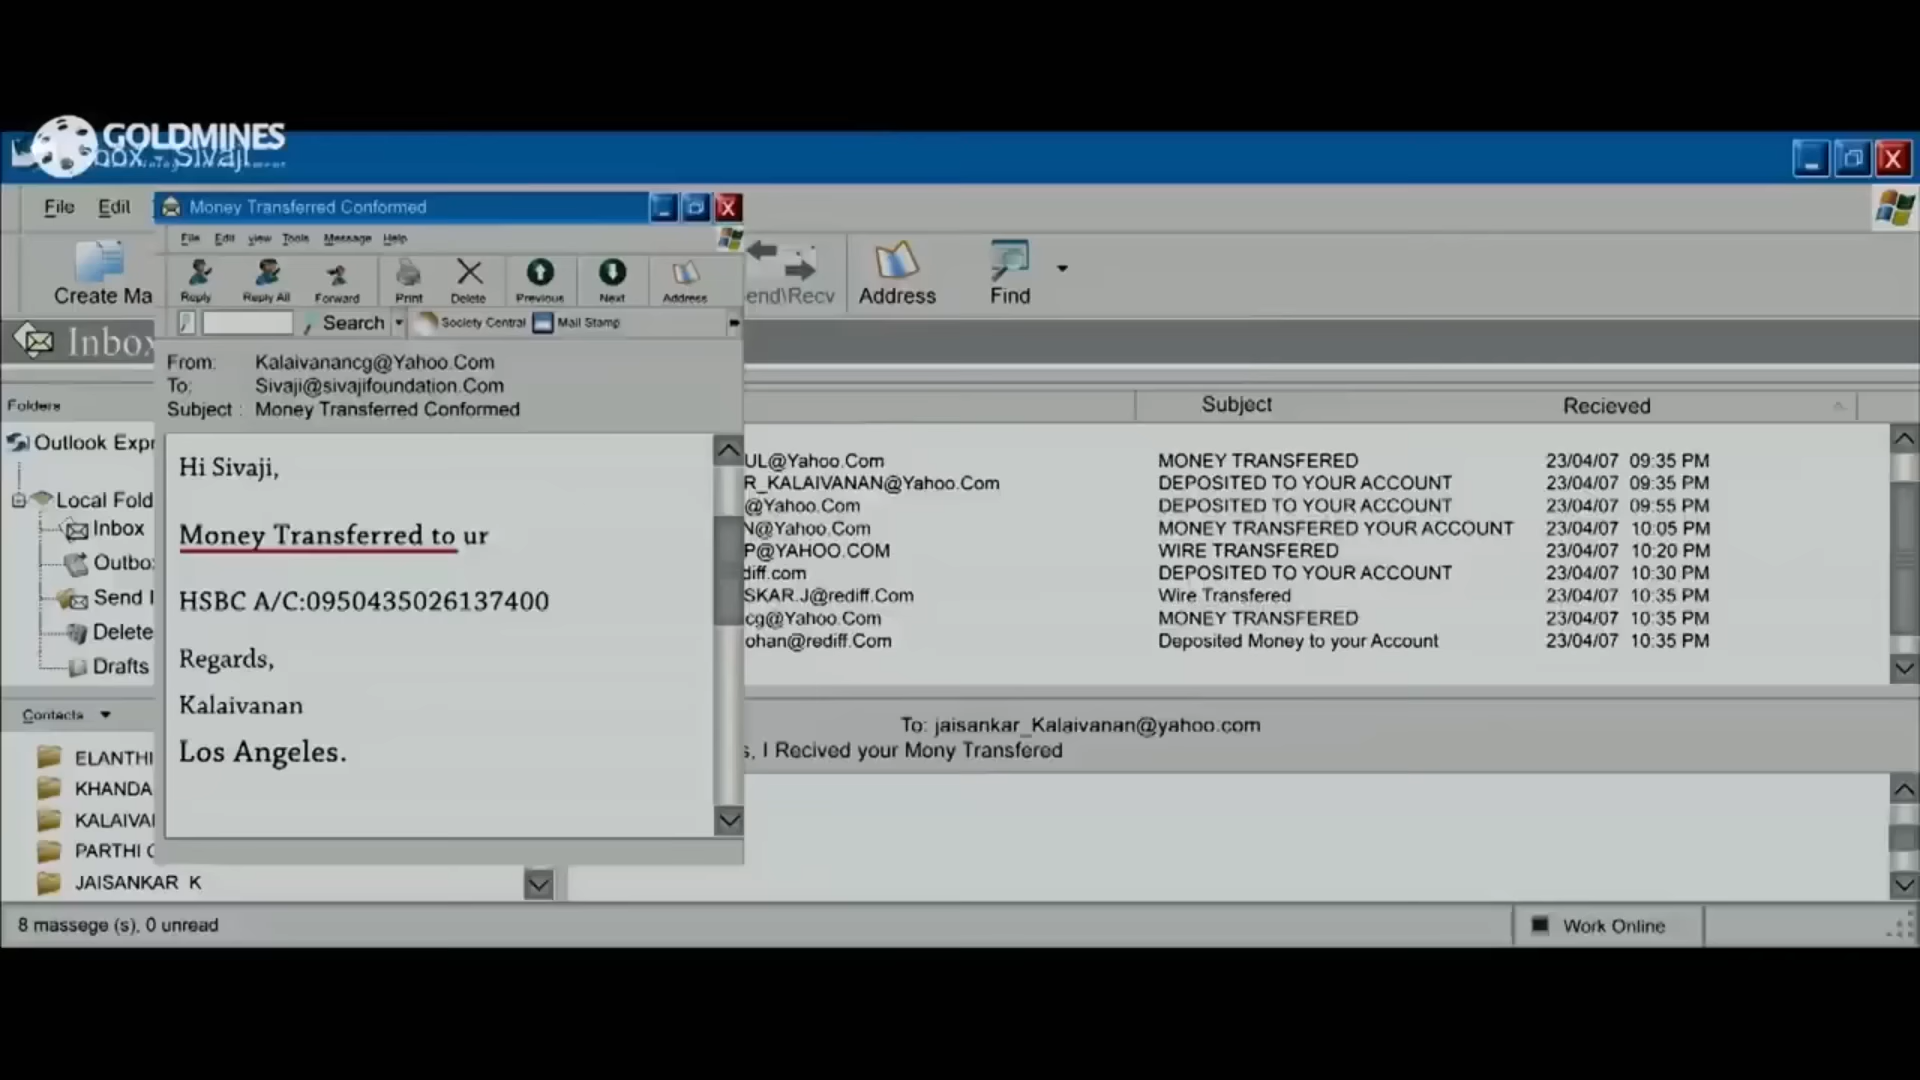 GOLDMINES
box - Sivaji
File Edit
Money Transferred Conformed
File Edit view Tools Message Help
Create Ma
Reply Reply All Forward Print Delete Previous Next Address
end\Recv Address Find
Search Society Central Mail Stamp
Inbox
From: Kalaivanancg@Yahoo.Com
To: Sivaji@sivajifoundation.Com
Subject : Money Transferred Conformed
Folders
Subject Recieved
Outlook Expr
Local Fold
Inbox
Outbo
Send I
Delete
Drafts
Hi Sivaji,
Money Transferred to ur
HSBC A/C:0950435026137400
Regards,
Kalaivanan
Los Angeles.
UL@Yahoo.Com MONEY TRANSFERED 23/04/07 09:35 PM
R_KALAIVANAN@Yahoo.Com DEPOSITED TO YOUR ACCOUNT 23/04/07 09:35 PM
@Yahoo.Com DEPOSITED TO YOUR ACCOUNT 23/04/07 09:55 PM
N@Yahoo.Com MONEY TRANSFERED YOUR ACCOUNT 23/04/07 10:05 PM
P@YAHOO.COM WIRE TRANSFERED 23/04/07 10:20 PM
diff.com DEPOSITED TO YOUR ACCOUNT 23/04/07 10:30 PM
SKAR.J@rediff.Com Wire Transfered 23/04/07 10:35 PM
cg@Yahoo.Com MONEY TRANSFERED 23/04/07 10:35 PM
ohan@rediff.Com Deposited Money to your Account 23/04/07 10:35 PM
Contacts
To: jaisankar_Kalaivanan@yahoo.com
s, I Recived your Mony Transfered
ELANTHI
KHANDA
KALAIVAI
PARTHI C
JAISANKAR K
8 massege (s), 0 unread
Work Online